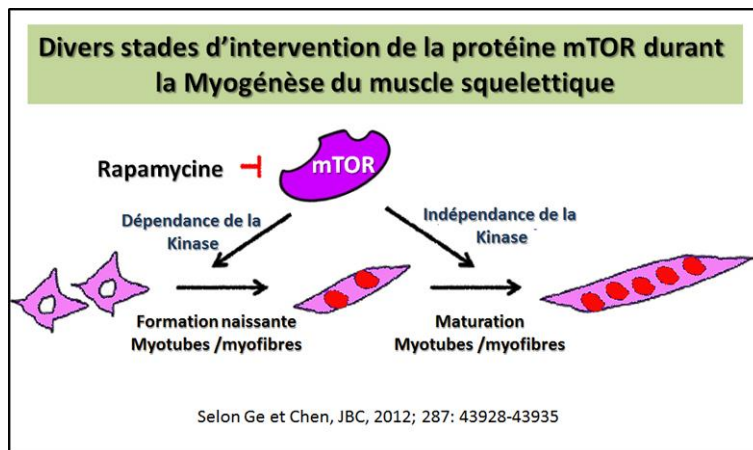 Divers stades d’intervention de la protéine mTOR durant
la Myogénèse du muscle squelettique
Rapamycine
mTOR
Dépendance de la
Kinase
Indépendance de la
Kinase
Formation naissante
Myotubes /myofibres
Maturation
Myotubes /myofibres
Selon Ge et Chen, JBC, 2012; 287: 43928-43935